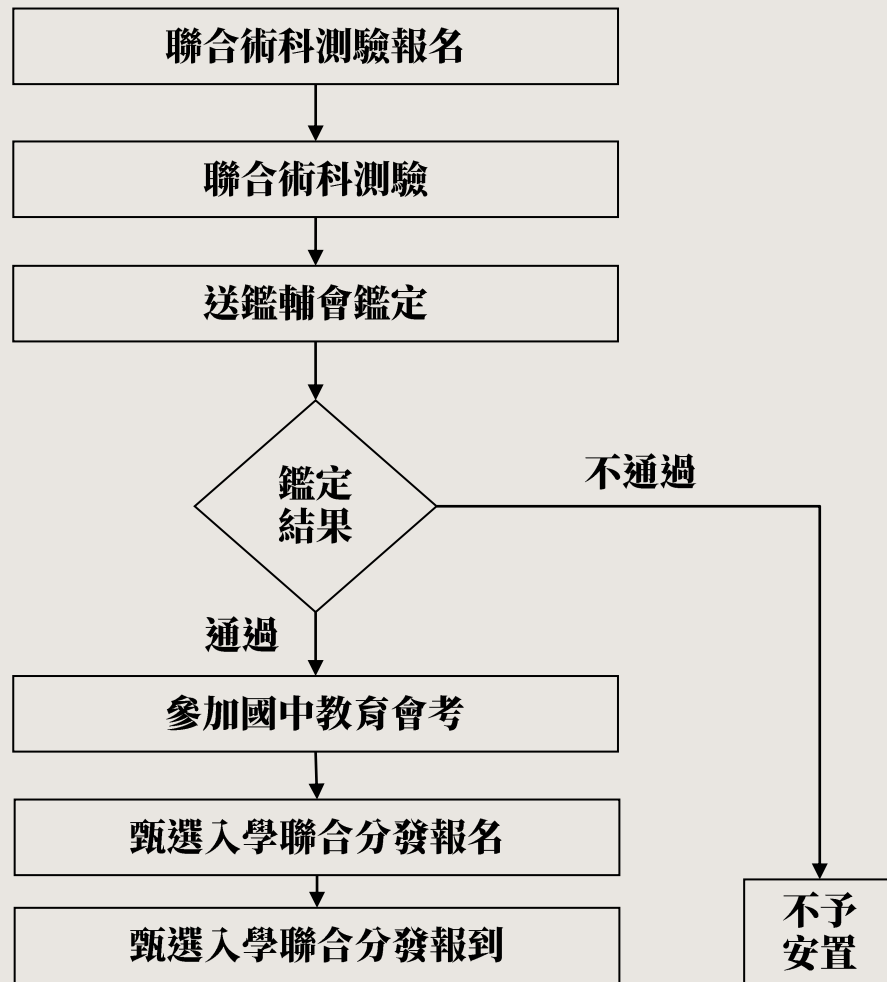 聯合術科測驗報名
聯合術科測驗
送鑑輔會鑑定
鑑定
結果
不通過
通過
參加國中教育會考
甄選入學聯合分發報名
甄選入學聯合分發報到
不予
安置